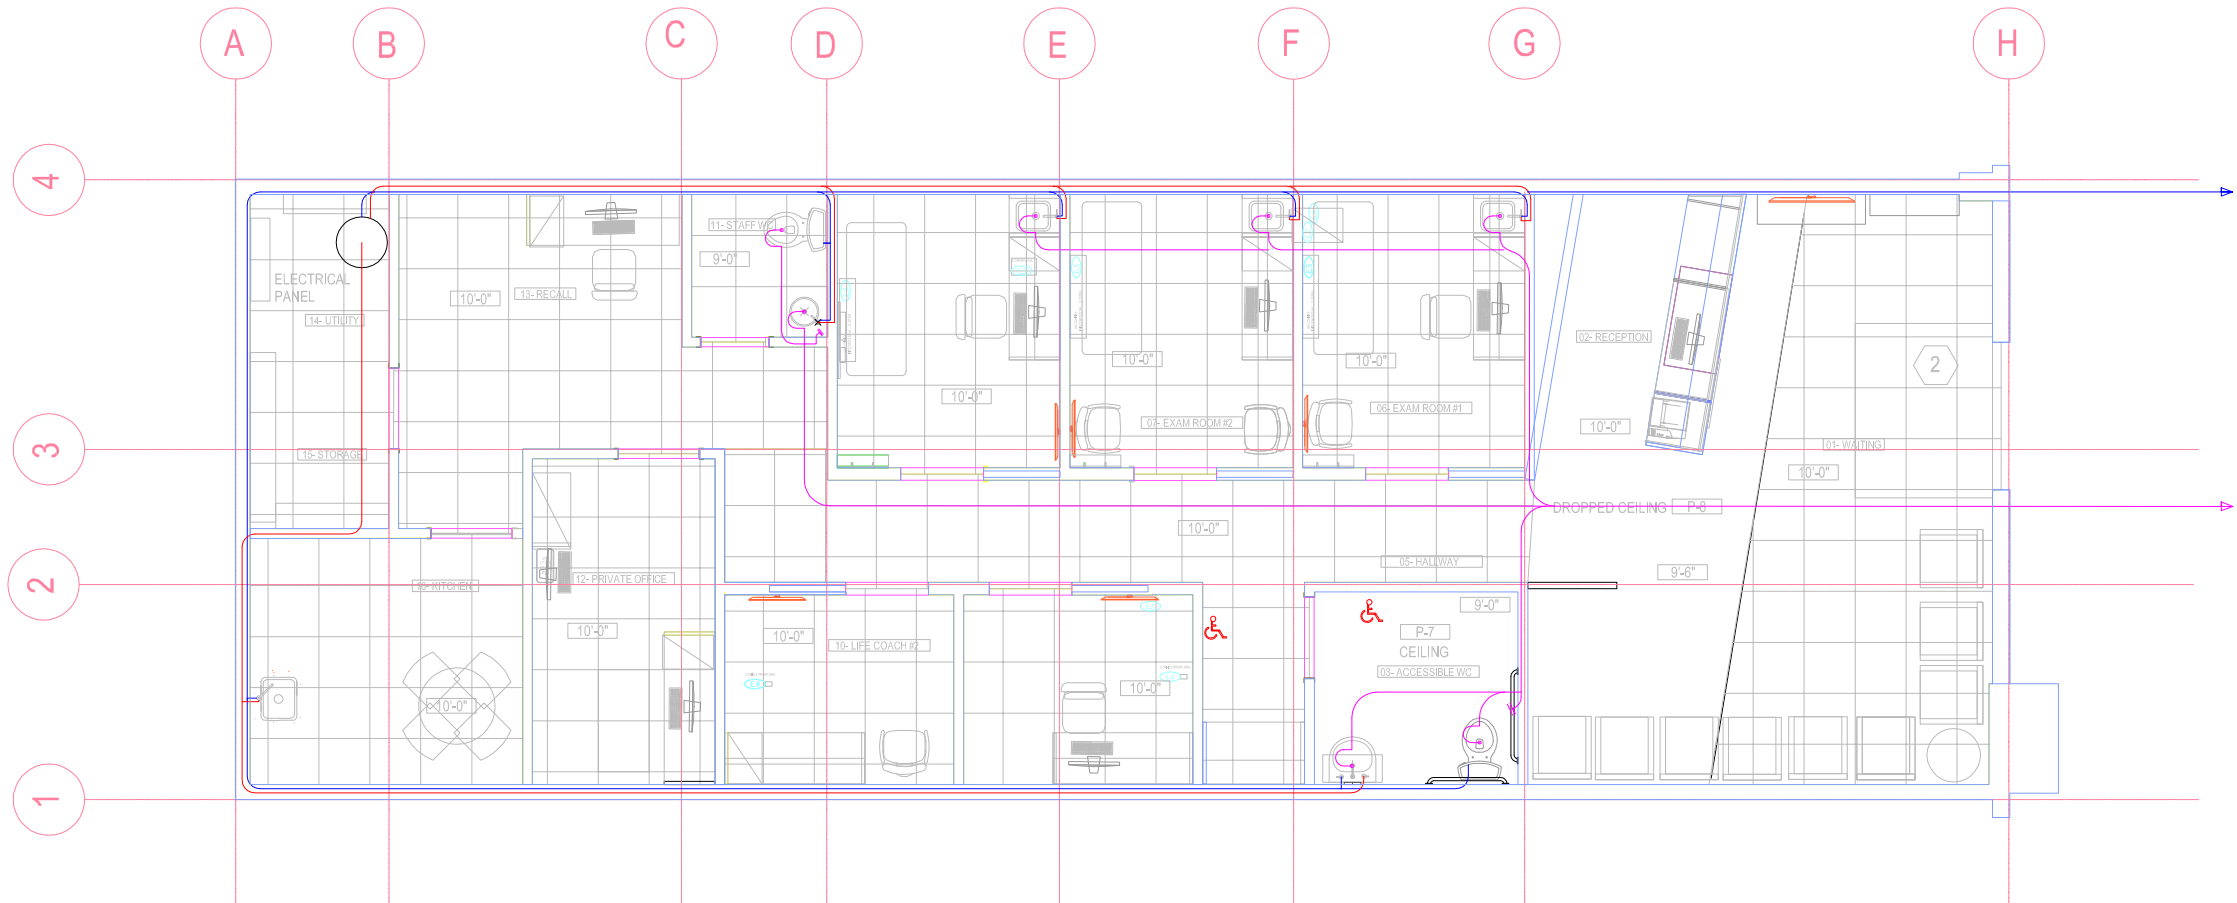 A
B
C
D
E
F
G
H
4
3
2
1
11- STAFF WC
9'-0"
ELECTRICAL
PANEL
14- UTILITY
10'-0"
13- RECALL
15- STORAGE
10'-0"
10'-0"
07- EXAM ROOM #2
10'-0"
06- EXAM ROOM #1
02- RECEPTION
10'-0"
2
01- WAITING
10'-0"
DROPPED CEILING
P-8
10'-0"
05- HALLWAY
9'-6"
KITCHEN
10'-0"
12- PRIVATE OFFICE
10'-0"
10'-0"
10- LIFE COACH #2
10'-0"
9'-0"
P-7
CEILING
03- ACCESSIBLE WC